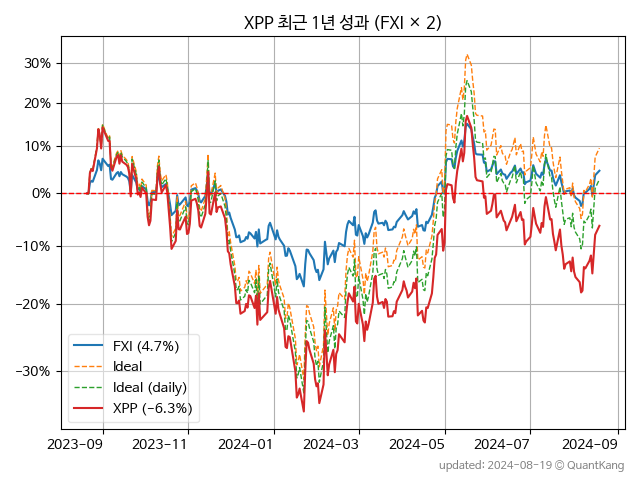 XPP 최근 1년 성과 (FXI × 2)
30%
20%
10%
0%
−10%
−20%
−30%
FXI (4.7%)
Ideal
Ideal (daily)
XPP (−6.3%)
2023-09 2023-11 2024-01 2024-03 2024-05 2024-07 2024-09
updated: 2024-08-19 © QuantKang